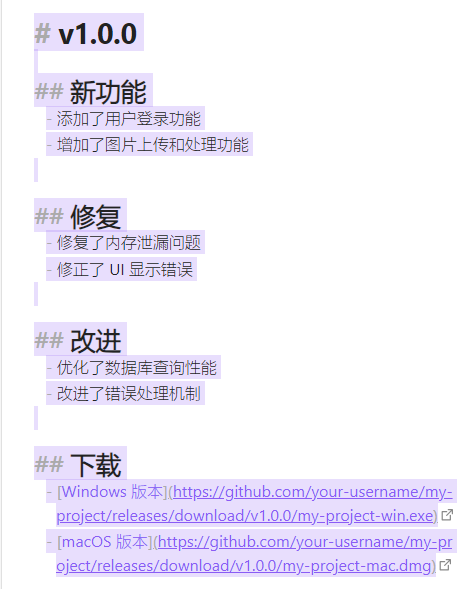 # v1.0.0
## 新功能
- 添加了用户登录功能
- 增加了图片上传和处理功能
## 修复
- 修复了内存泄漏问题
- 修正了 UI 显示错误
## 改进
- 优化了数据库查询性能
- 改进了错误处理机制
## 下载
- [Windows 版本](https://github.com/your-username/my-
project/releases/download/v1.0.0/my-project-win.exe)
- [macOS 版本](https://github.com/your-username/my-pr
oject/releases/download/v1.0.0/my-project-mac.dmg)